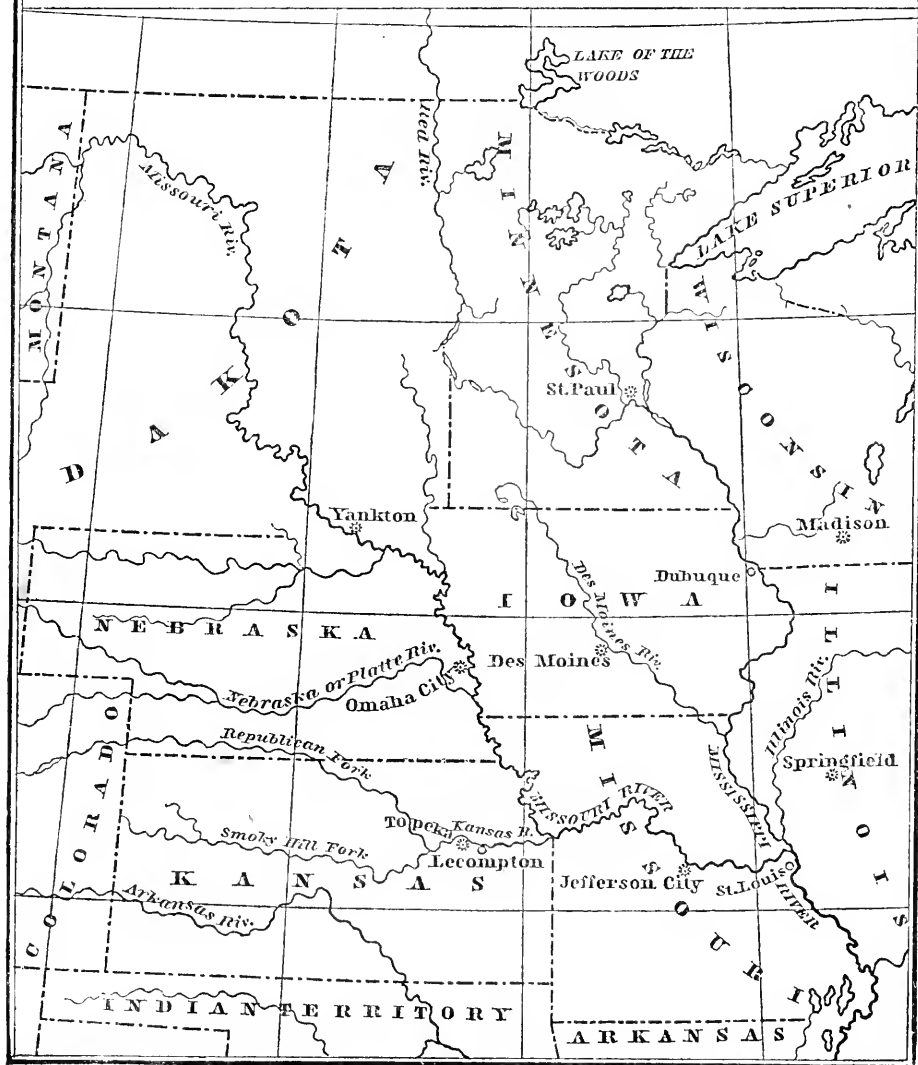 LAKE OF THE
WOODS
Red Riv.
MINNESOTA
MONTANA
Missouri Riv.
LAKE SUPERIOR
DAKOTA
WISCONSIN
St. Paul
Yankton
Madison
Dubuque
IOWA
Des Moines Riv.
ILLINOIS
NEBRASKA
Des Moines
Nebraska or Platte Riv.
Omaha City
Illinois Riv.
Republican Fork
MISSOURI
Springfield
COLORADO
MISSOURI RIVER
MISSISSIPPI
RIVER
Topeka
Kansas R.
Smoky Hill Fork
Lecompton
KANSAS
Jefferson City
St. Louis
Arkansas Riv.
INDIAN TERRITORY
ARKANSAS